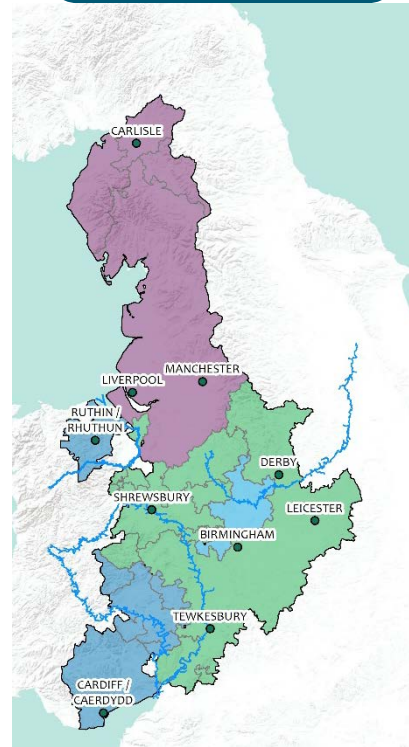 CARLISLE
MANCHESTER
LIVERPOOL
RUTHIN /
RHUTHUN
DERBY
SHREWSBURY
LEICESTER
BIRMINGHAM
TEWKESBURY
CARDIFF /
CAERDYDD